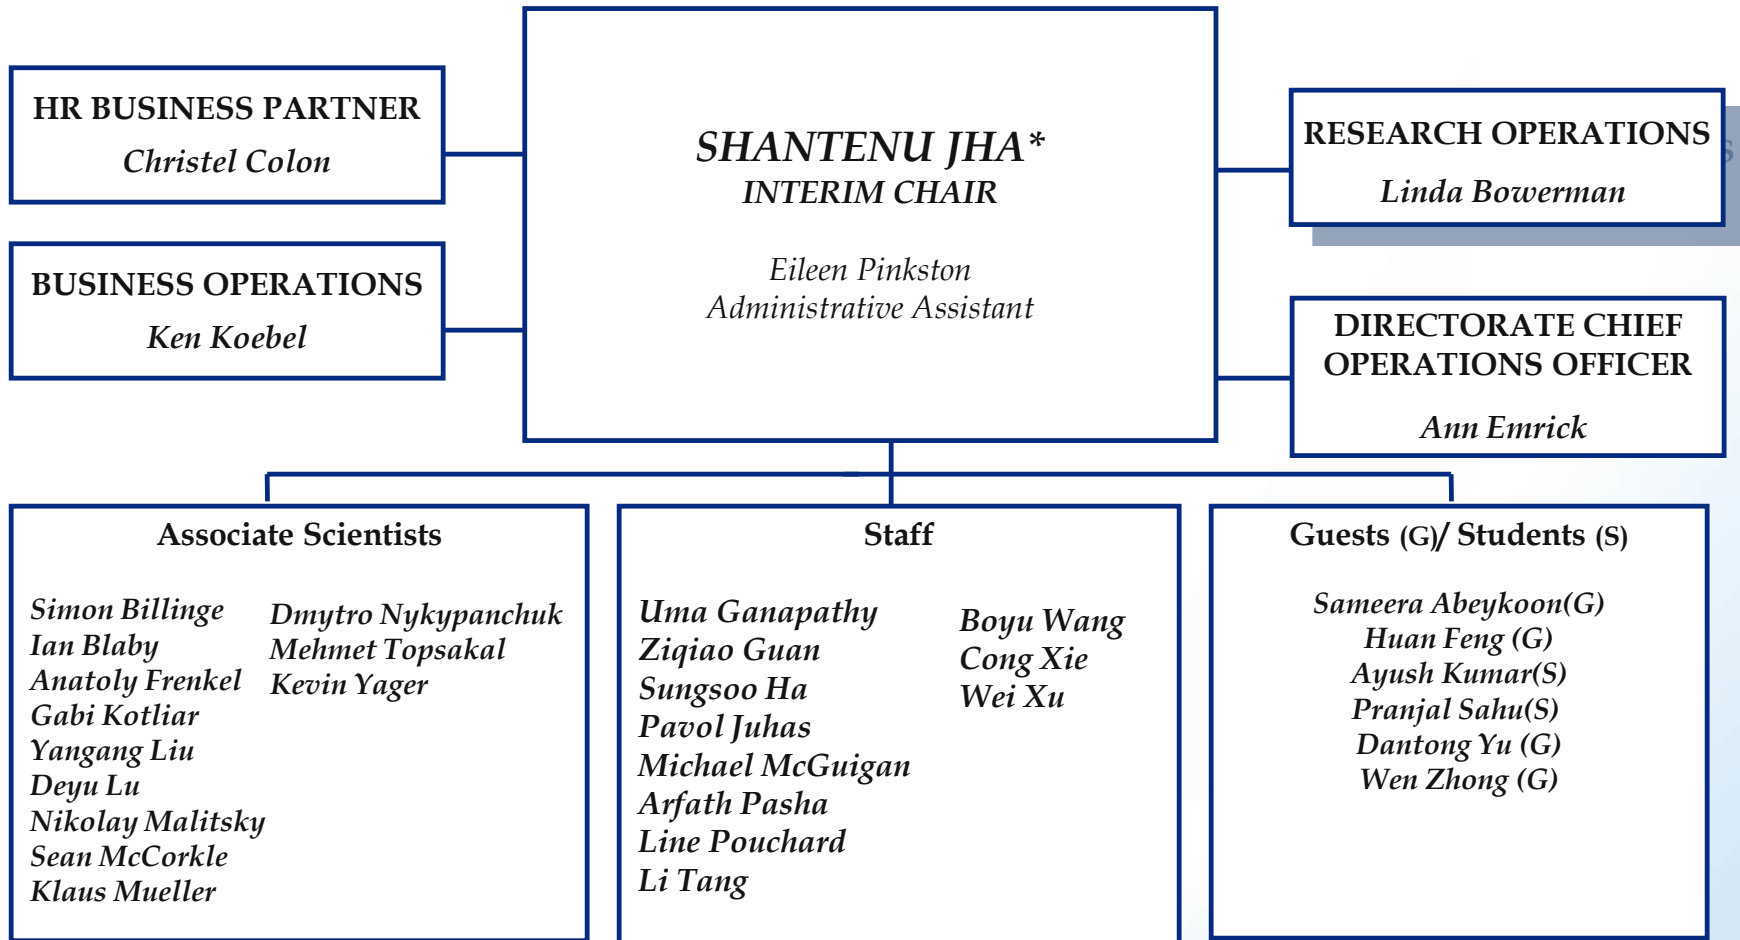 HR BUSINESS PARTNER
Christel Colon
BUSINESS OPERATIONS
Ken Koebel
SHANTENU JHA*
INTERIM CHAIR
Eileen Pinkston
Administrative Assistant
RESEARCH OPERATIONS
Linda Bowerman
DIRECTORATE CHIEF
OPERATIONS OFFICER
Ann Emrick
Associate Scientists
Simon Billinge
Ian Blaby
Anatoly Frenkel
Gabi Kotliar
Yangang Liu
Deyu Lu
Nikolay Malitsky
Sean McCorkle
Klaus Mueller
Dmytro Nykypanchuk
Mehmet Topsakal
Kevin Yager
Staff
Uma Ganapathy
Ziqiao Guan
Sungsoo Ha
Pavol Juhas
Michael McGuigan
Arfath Pasha
Line Pouchard
Li Tang
Boyu Wang
Cong Xie
Wei Xu
Guests (G)/ Students (S)
Sameera Abeykoon(G)
Huan Feng (G)
Ayush Kumar(S)
Pranjal Sahu(S)
Dantong Yu (G)
Wen Zhong (G)